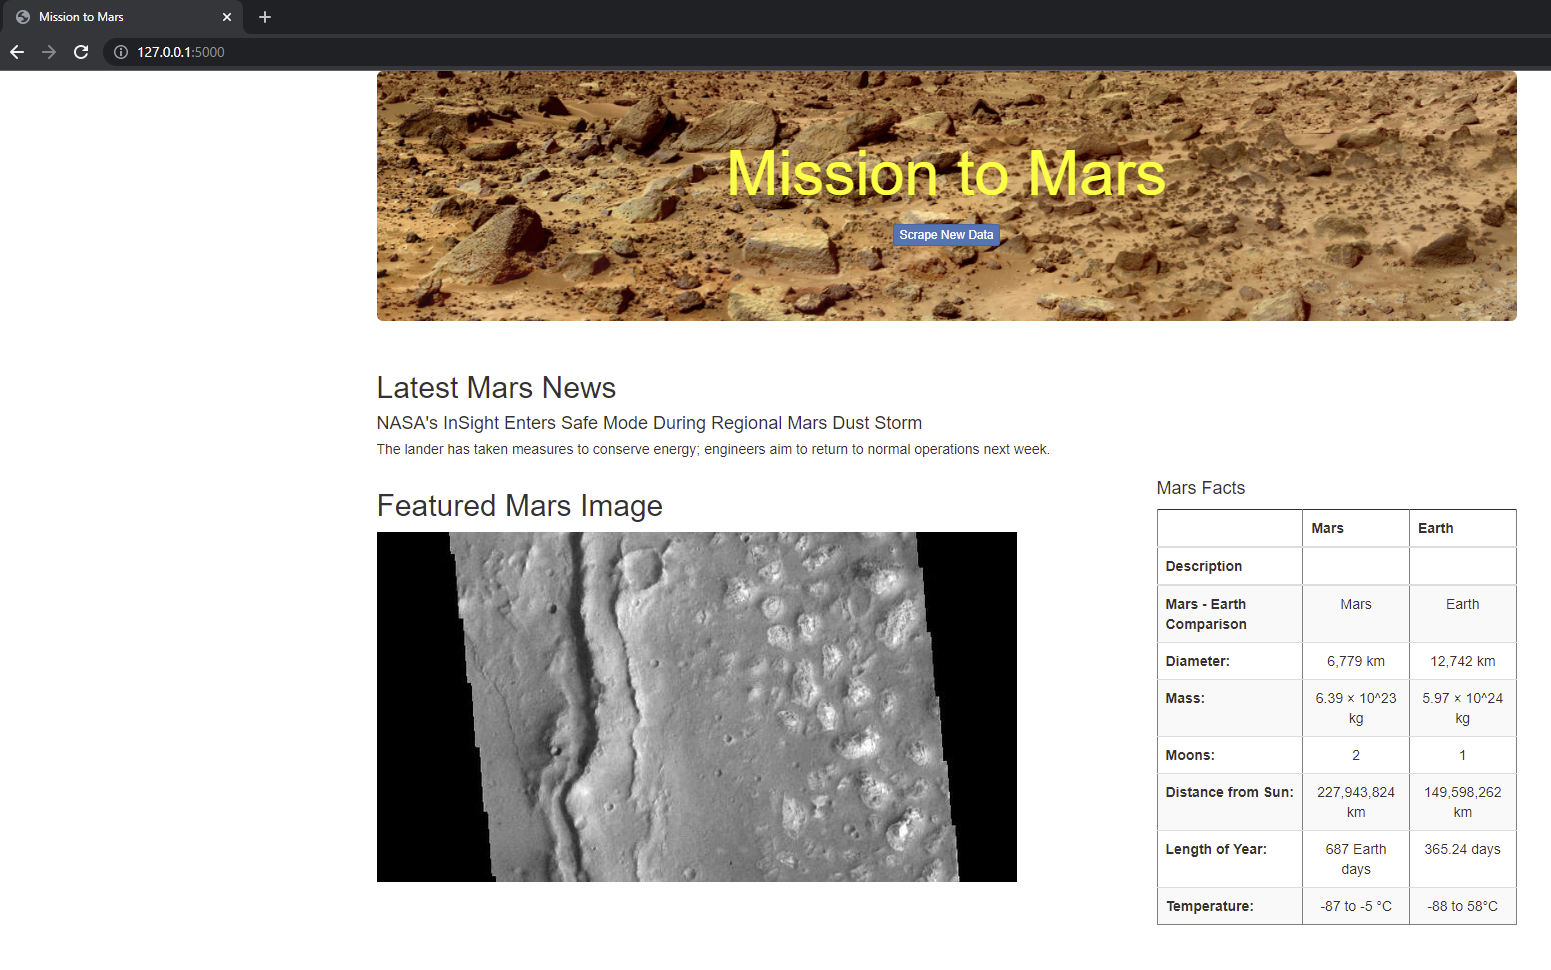 Mission to Mars
127.0.0.1:5000
Mission to Mars
Scrape New Data
Latest Mars News
NASA's InSight Enters Safe Mode During Regional Mars Dust Storm
The lander has taken measures to conserve energy; engineers aim to return to normal operations next week.
Featured Mars Image
Mars Facts
Mars Earth
Description
Mars - Earth Mars Earth
Comparison
Diameter: 6,779 km 12,742 km
Mass: 6.39 × 10^23 5.97 × 10^24
kg kg
Moons: 2 1
Distance from Sun: 227,943,824 149,598,262
km km
Length of Year: 687 Earth 365.24 days
days
Temperature: -87 to -5 °C -88 to 58°C